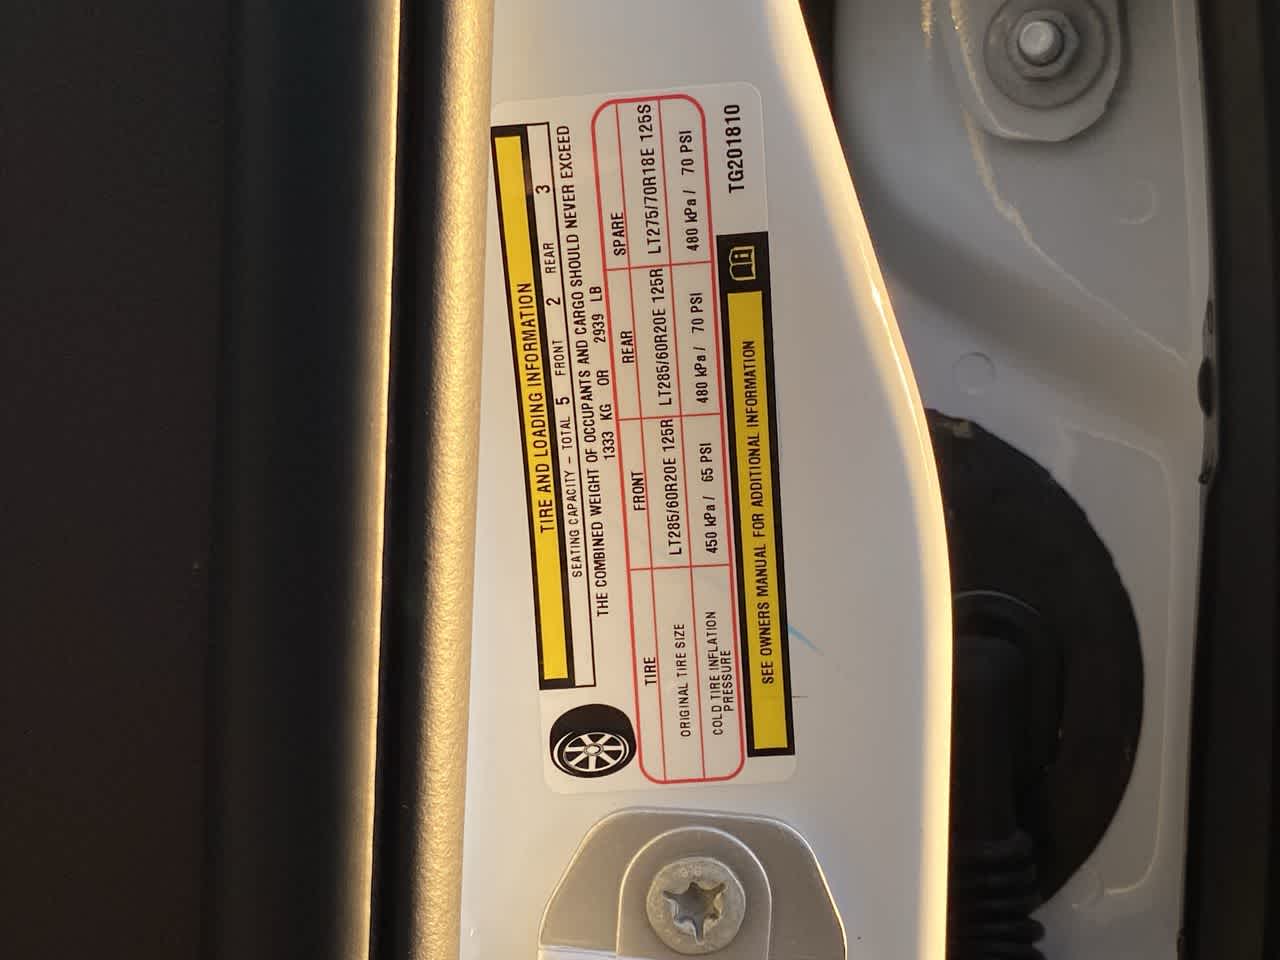 TIRE AND LOADING INFORMATION
SEATING CAPACITY – TOTAL 5 FRONT 2 REAR 3
THE COMBINED WEIGHT OF OCCUPANTS AND CARGO SHOULD NEVER EXCEED
1333 KG OR 2939 LB
TIRE FRONT REAR SPARE
ORIGINAL TIRE SIZE LT285/60R20E 125R LT285/60R20E 125R LT275/70R18E 125S
COLD TIRE INFLATION PRESSURE 450 kPa / 65 PSI 480 kPa / 70 PSI 480 kPa / 70 PSI
SEE OWNERS MANUAL FOR ADDITIONAL INFORMATION
TG201810